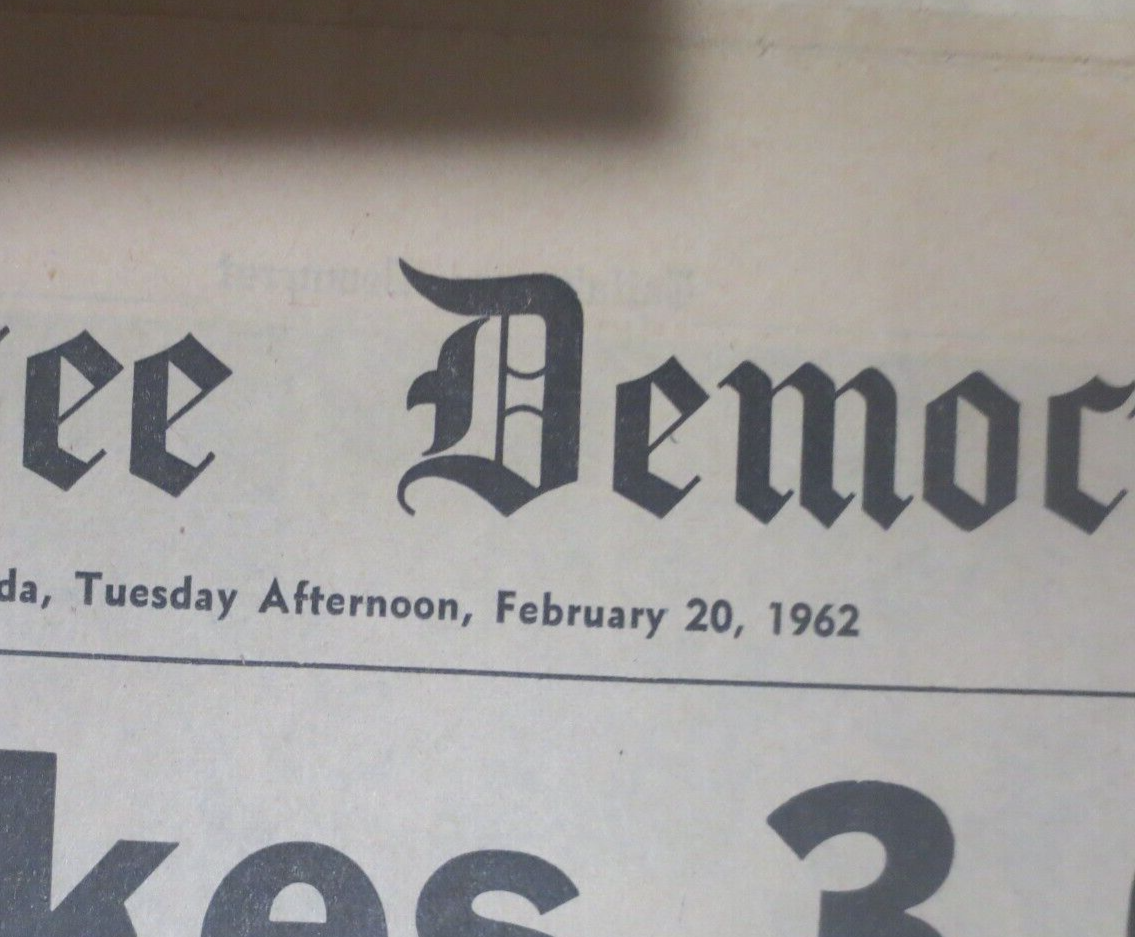 ee Democ
da, Tuesday Afternoon, February 20, 1962
kes 3